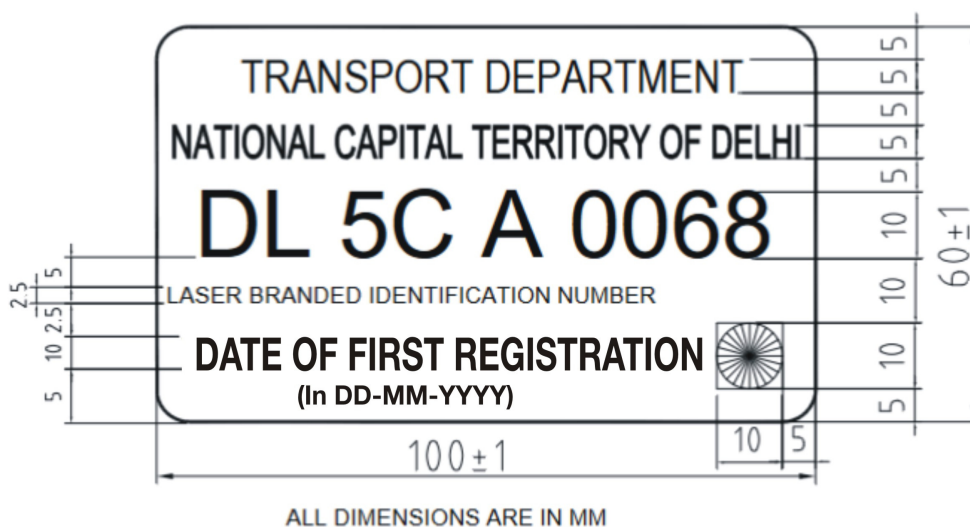 TRANSPORT DEPARTMENT
NATIONAL CAPITAL TERRITORY OF DELHI
DL 5C A 0068
LASER BRANDED IDENTIFICATION NUMBER
DATE OF FIRST REGISTRATION
(In DD-MM-YYYY)
5
5
5
5
5
10
10
10
5
60±1
5
2.5
2.5
10
5
10
5
100±1
ALL DIMENSIONS ARE IN MM